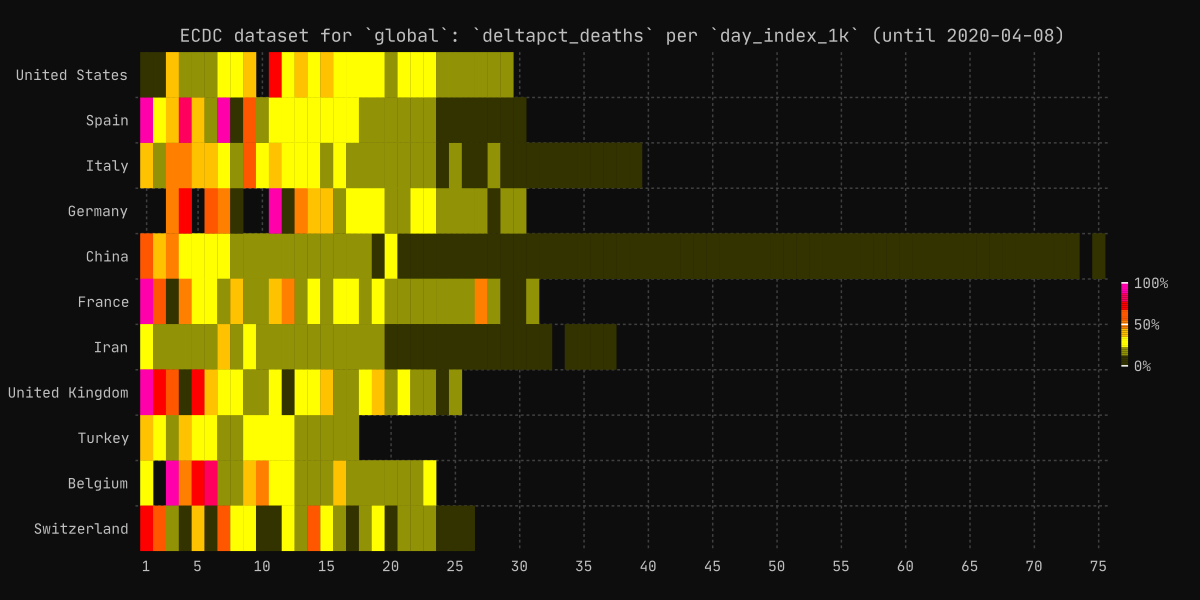 ECDC dataset for `global`: `deltapct_deaths` per `day_index_1k` (until 2020-04-08)
United States
Spain
Italy
Germany
China
France
Iran
United Kingdom
Turkey
Belgium
Switzerland
100%
50%
0%
1 5 10 15 20 25 30 35 40 45 50 55 60 65 70 75